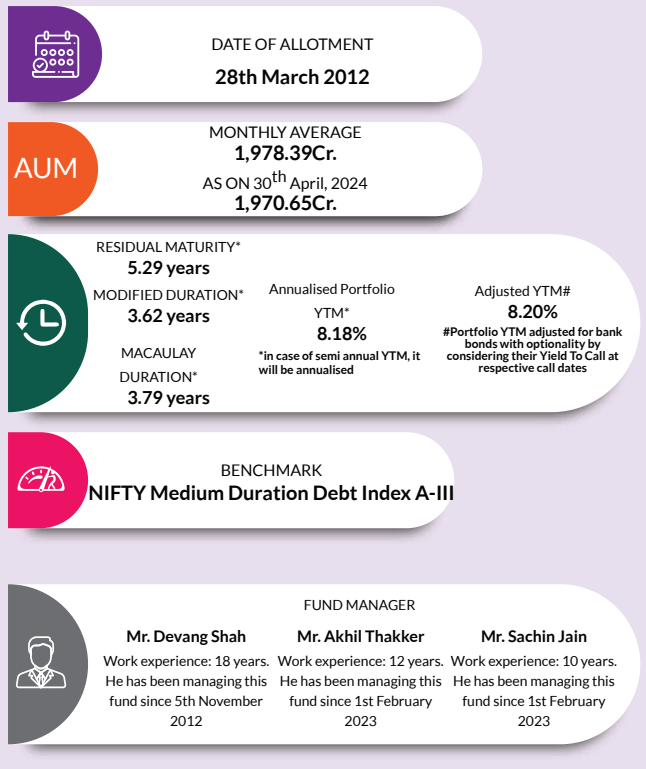 DATE OF ALLOTMENT
28th March 2012
AUM
MONTHLY AVERAGE
1,978.39Cr.
AS ON 30th April, 2024
1,970.65Cr.
RESIDUAL MATURITY*
5.29 years
MODIFIED DURATION*
3.62 years
MACAULAY
DURATION*
3.79 years
Annualised Portfolio
YTM*
8.18%
*in case of semi annual YTM, it
will be annualised
Adjusted YTM#
8.20%
#Portfolio YTM adjusted for bank
bonds with optionality by
considering their Yield To Call at
respective call dates
BENCHMARK
NIFTY Medium Duration Debt Index A-III
FUND MANAGER
Mr. Devang Shah
Work experience: 18 years.
He has been managing this
fund since 5th November
2012
Mr. Akhil Thakker
Work experience: 12 years.
He has been managing this
fund since 1st February
2023
Mr. Sachin Jain
Work experience: 10 years.
He has been managing this
fund since 1st February
2023